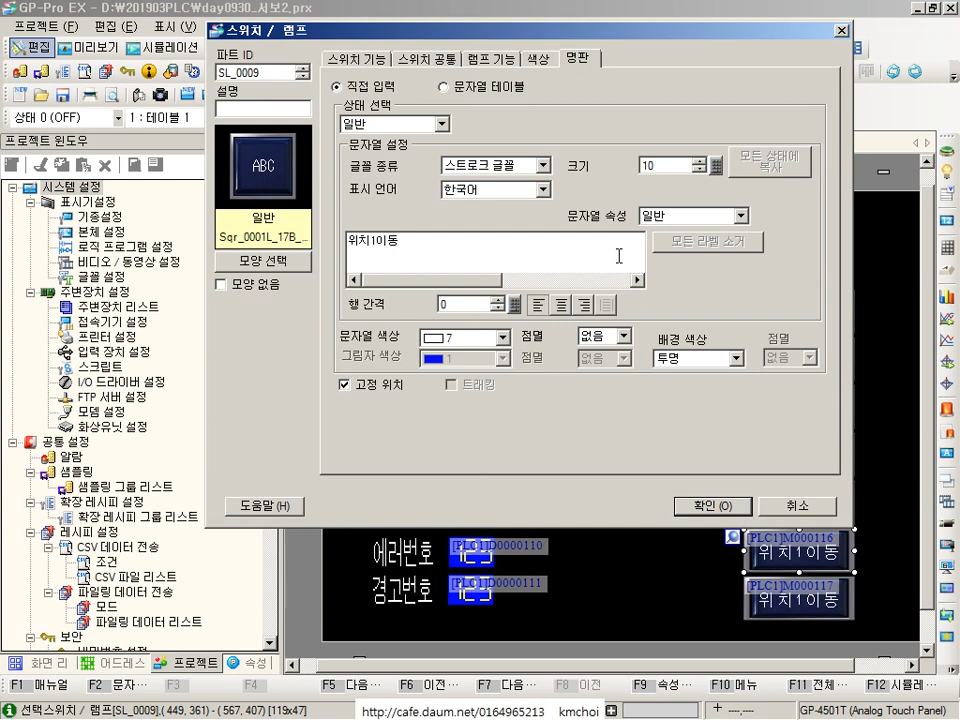 GP-Pro EX - D:\201903PLC\day0930_서보2.prx
프로젝트 (F) 편집 (E) 표시 (V)
편집 미리보기 시뮬레이션
상태 0 (OFF) 1 : 테이블 1
프로젝트 윈도우
시스템 설정
표시기설정
기종설정
본체 설정
로직 프로그램 설정
비디오 / 동영상 설정
글꼴 설정
주변장치 설정
주변장치 리스트
접속기기 설정
프린터 설정
입력 장치 설정
스크립트
I/O 드라이버 설정
FTP 서버 설정
모뎀 설정
화상유닛 설정
공통 설정
알람
샘플링
샘플링 그룹 리스트
확장 레시피 설정
확장 레시피 그룹 리스트
레시피 설정
CSV 데이터 전송
조건
CSV 파일 리스트
파일링 데이터 전송
모드
파일링 데이터 리스트
보안
화면 리 어드레스 프로젝트 속성
스위치 / 램프
파트 ID
SL_0009
설명
ABC
일반
Sqr_0001L_17B_...
모양 선택
모양 없음
스위치 기능 스위치 공통 램프 기능 색상 명판
직접 입력 문자열 테이블
상태 선택
일반
문자열 설정
글꼴 종류 스트로크 글꼴 크기 10 모든 상태에 복사
표시 언어 한국어
문자열 속성 일반
위치1이동
모든 라벨 소거
행 간격 0
문자열 색상 7 점멸 없음 배경 색상 점멸
그림자 색상 1 점멸 없음 투명 없음
고정 위치 트래킹
도움말 (H) 확인 (O) 취소
에러번호 [PLC1]D0000110
경고번호 [PLC1]D0000111
[PLC1]M000116
위치1이동
[PLC1]M000117
위치1이동
F1 매뉴얼 F2 문자… F3 F4 F5 다음… F6 이전… F7 다음… F8 이전 F9 속성… F10 메뉴 F11 전체… F12 시뮬레…
선택스위치 / 램프[SL_0009],( 449, 361) - ( 567, 407) [119x47]
http://cafe.daum.net/0164965213 kmchoi
GP-4501T (Analog Touch Panel)